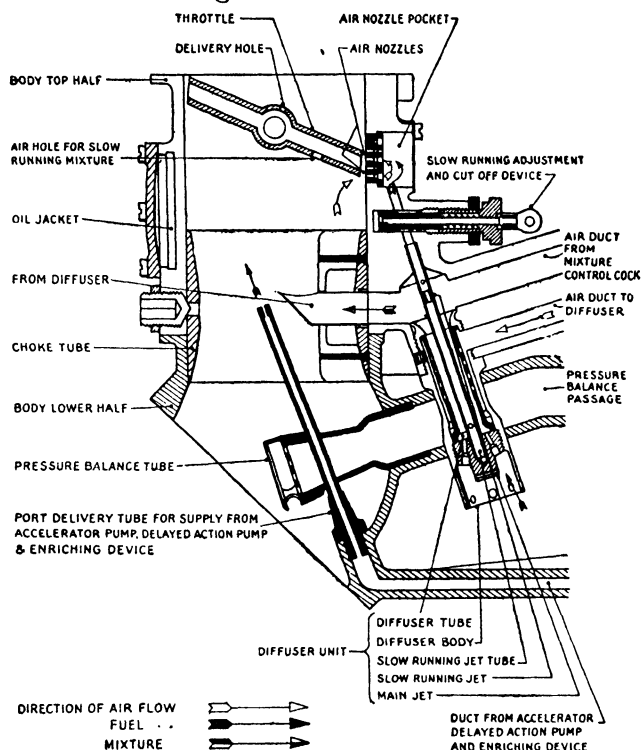 THROTTLE
AIR NOZZLE POCKET
DELIVERY HOLE
AIR NOZZLES
BODY TOP HALF
AIR HOLE FOR SLOW
RUNNING MIXTURE
SLOW RUNNING ADJUSTMENT
AND CUT OFF DEVICE
OIL JACKET
AIR DUCT
FROM
MIXTURE
CONTROL COCK
FROM DIFFUSER
AIR DUCT TO
DIFFUSER
CHOKE TUBE
PRESSURE
BALANCE
PASSAGE
BODY LOWER HALF
PRESSURE BALANCE TUBE
PORT DELIVERY TUBE FOR SUPPLY FROM
ACCELERATOR PUMP, DELAYED ACTION PUMP
& ENRICHING DEVICE
DIFFUSER UNIT
DIFFUSER TUBE
DIFFUSER BODY
SLOW RUNNING JET TUBE
SLOW RUNNING JET
MAIN JET
DIRECTION OF AIR FLOW
FUEL . .
MIXTURE
DUCT FROM ACCELERATOR
DELAYED ACTION PUMP
AND ENRICHING DEVICE